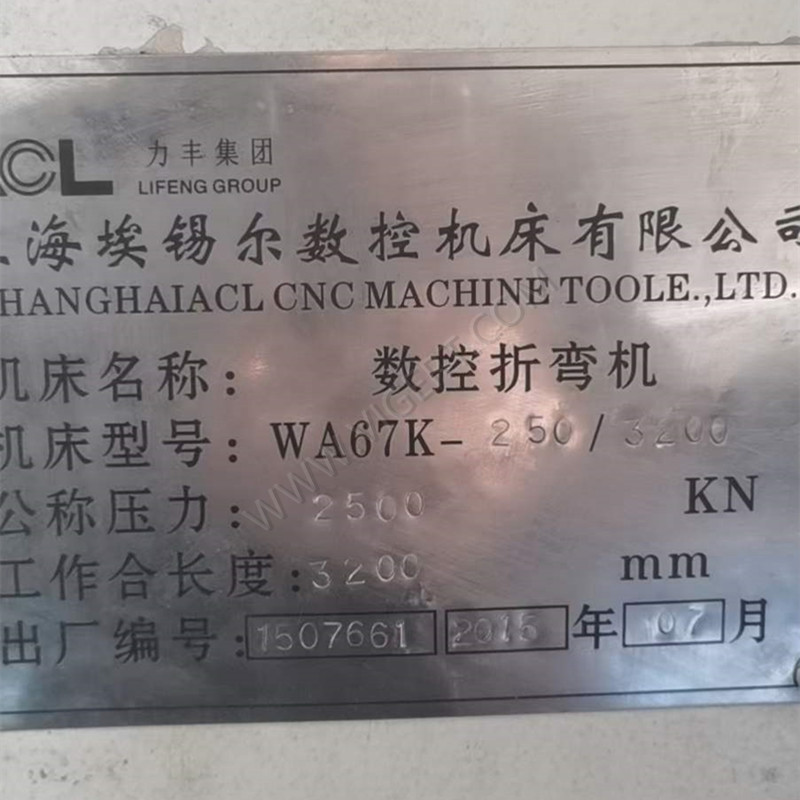 ACL 力丰集团
LIFENG GROUP
上海埃锡尔数控机床有限公司
SHANGHAIACL CNC MACHINE TOOLE.,LTD.
机床名称: 数控折弯机
机床型号: WA67K- 250/3200
公称压力: 2500 KN
工作台长度: 3200 mm
出厂编号: 1507661 2015 年 07 月